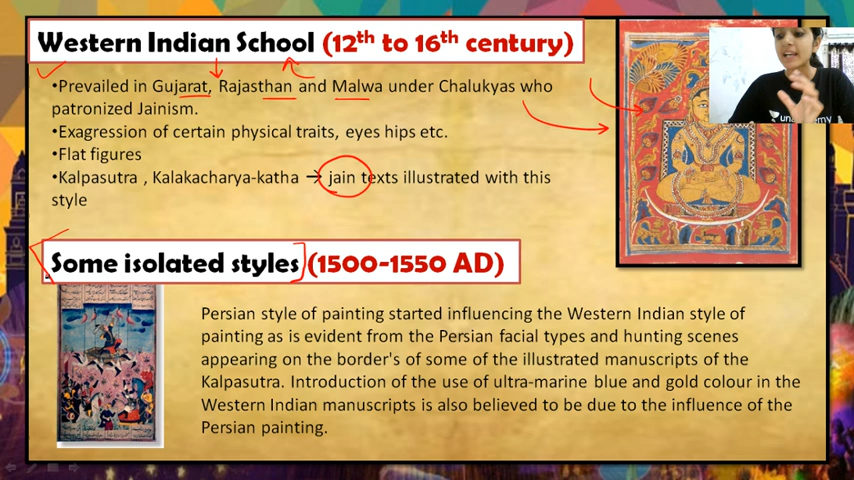 Western Indian School (12th to 16th century)
•Prevailed in Gujarat, Rajasthan and Malwa under Chalukyas who
patronized Jainism.
•Exagression of certain physical traits, eyes hips etc.
•Flat figures
•Kalpasutra , Kalakacharya-katha → jain texts illustrated with this
style
Some isolated styles (1500-1550 AD)
Persian style of painting started influencing the Western Indian style of
painting as is evident from the Persian facial types and hunting scenes
appearing on the border's of some of the illustrated manuscripts of the
Kalpasutra. Introduction of the use of ultra-marine blue and gold colour in the
Western Indian manuscripts is also believed to be due to the influence of the
Persian painting.